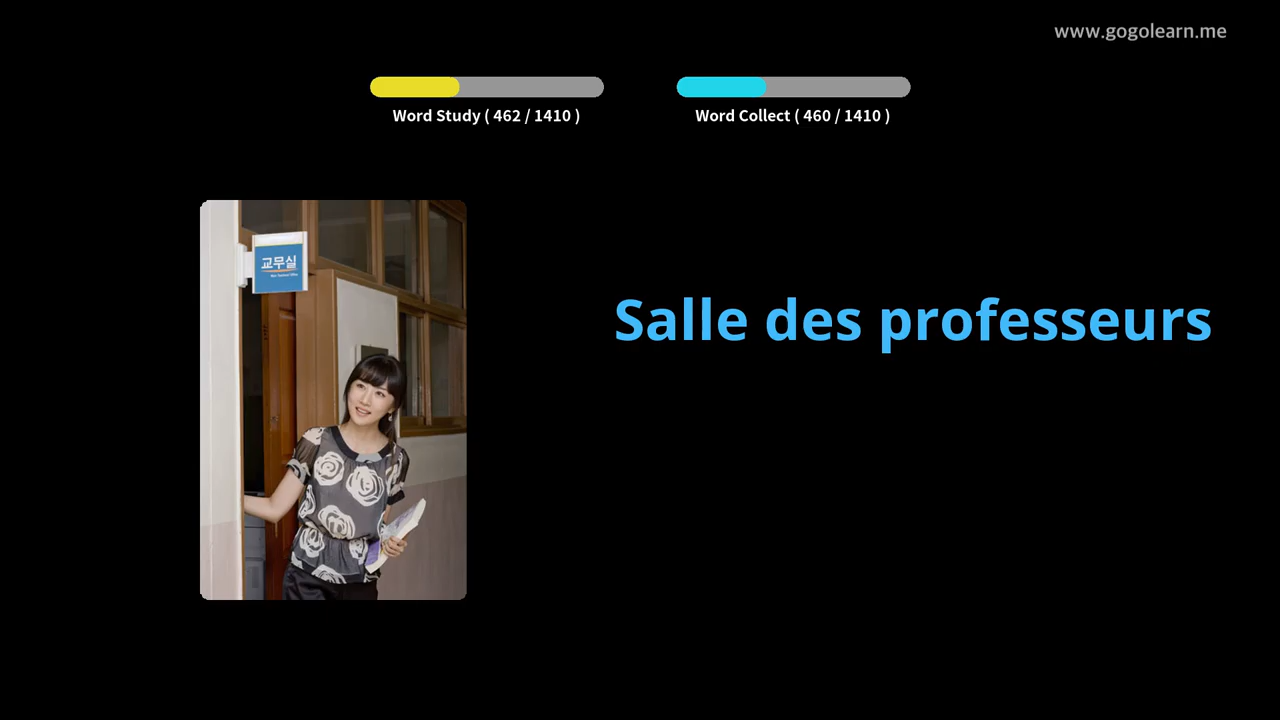 www.gogolearn.me
Word Study ( 462 / 1410 )
Word Collect ( 460 / 1410 )
교무실
Salle des professeurs